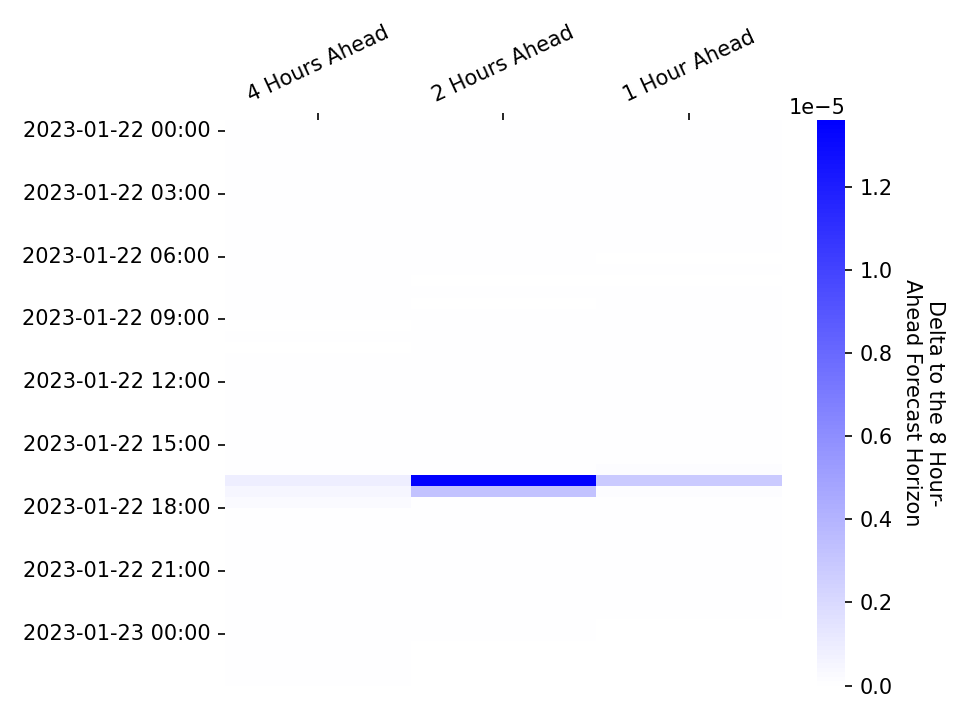 4 Hours Ahead
2 Hours Ahead
1 Hour Ahead
1e−5
2023-01-22 00:00
2023-01-22 03:00
2023-01-22 06:00
2023-01-22 09:00
2023-01-22 12:00
2023-01-22 15:00
2023-01-22 18:00
2023-01-22 21:00
2023-01-23 00:00
1.2
1.0
0.8
0.6
0.4
0.2
0.0
Delta to the 8 Hour-
Ahead Forecast Horizon